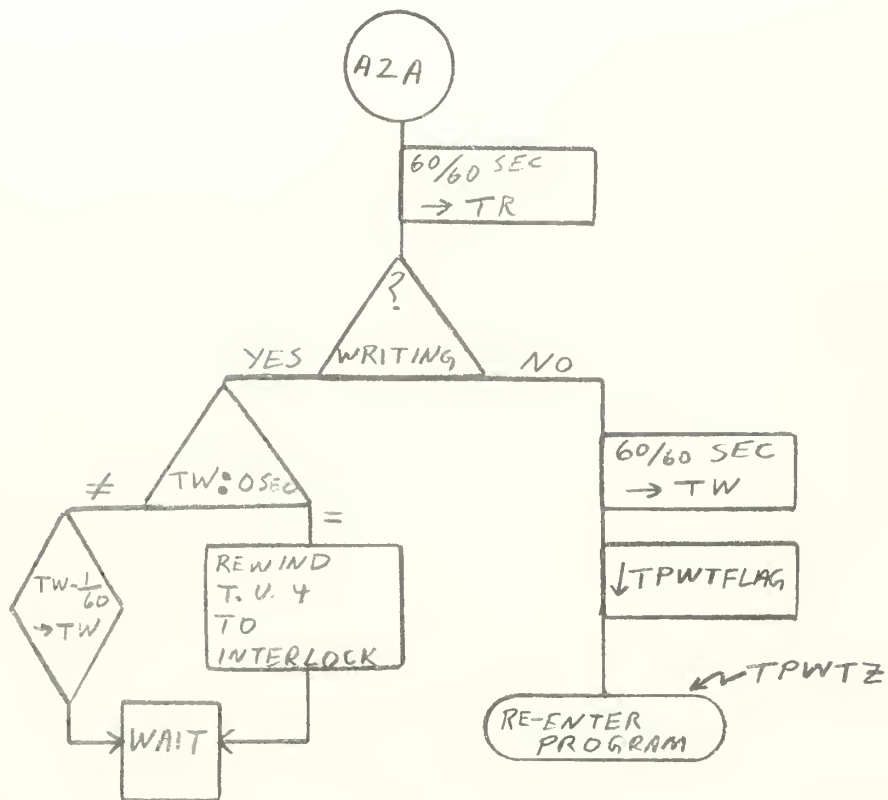 A2A
60/60 SEC
→ TR
?
WRITING
YES
NO
TW:0SEC
≠
=
60/60 SEC
→ TW
TW-1/60
→TW
REWIND
T.U.4
TO
INTERLOCK
↓TPWTFLAG
TPWTZ
WAIT
RE-ENTER
PROGRAM